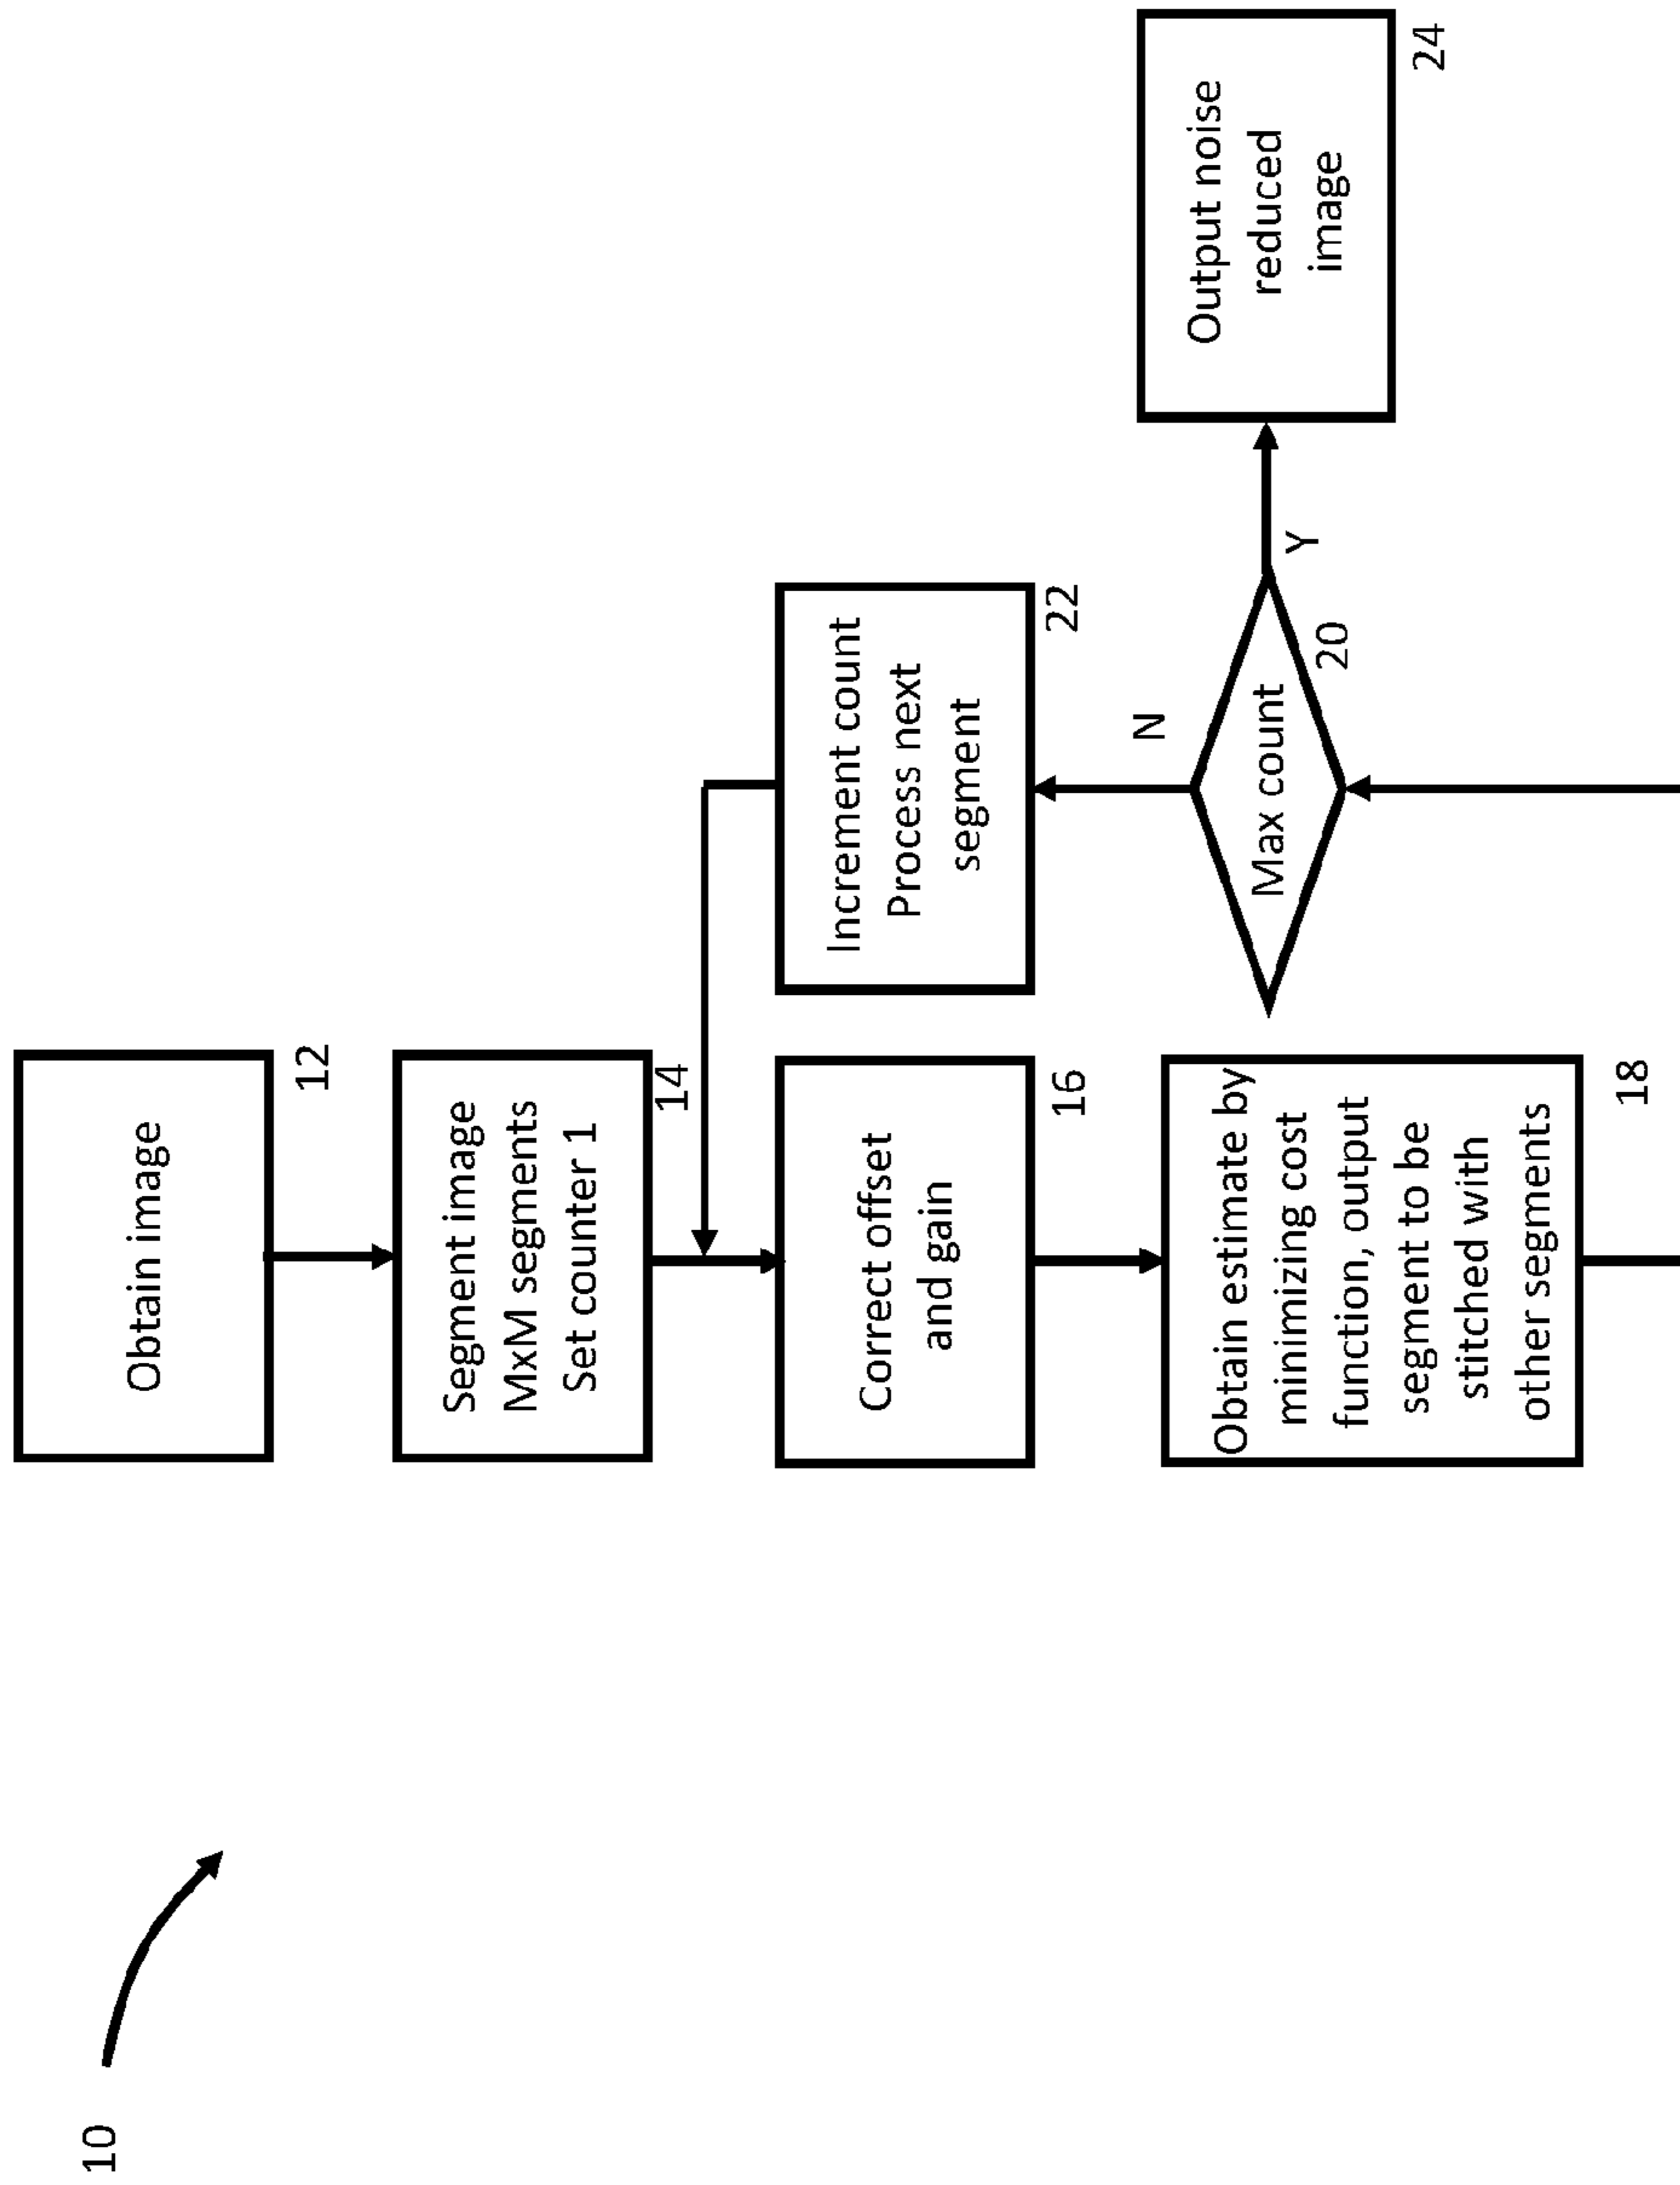 10
Obtain image
12
Segment image
MxM segments
Set counter 1
14
Correct offset
and gain
16
Obtain estimate by
minimizing cost
function, output
segment to be
stitched with
other segments
18
Max count
20
N
Y
Increment count
Process next
segment
22
Output noise
reduced
image
24